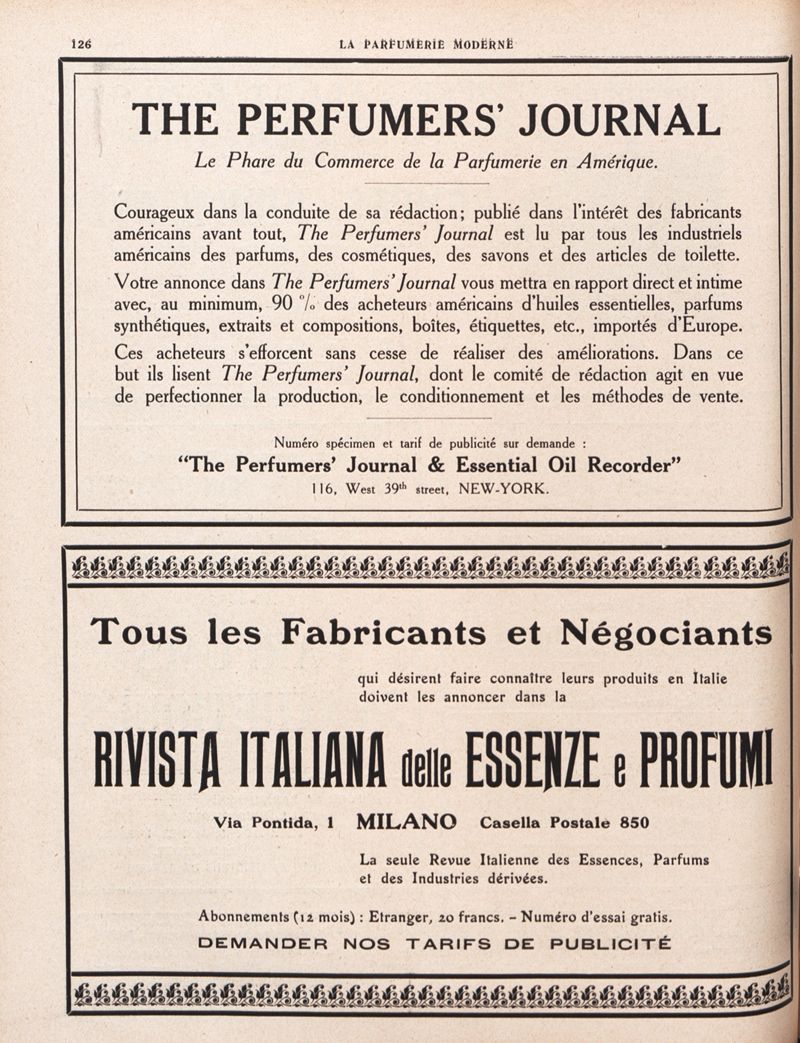 126
LA PARFUMERIE MODERNE
THE PERFUMERS' JOURNAL
Le Phare du Commerce de la Parfumerie en Amérique.
Courageux dans la conduite de sa rédaction; publié dans l'intérêt des fabricants
américains avant tout, The Perfumers' Journal est lu par tous les industriels
américains des parfums, des cosmétiques, des savons et des articles de toilette.
Votre annonce dans The Perfumers' Journal vous mettra en rapport direct et intime
avec, au minimum, 90 % des acheteurs américains d'huiles essentielles, parfums
synthétiques, extraits et compositions, boîtes, étiquettes, etc., importés d'Europe.
Ces acheteurs s'efforcent sans cesse de réaliser des améliorations. Dans ce
but ils lisent The Perfumers' Journal, dont le comité de rédaction agit en vue
de perfectionner la production, le conditionnement et les méthodes de vente.
Numéro spécimen et tarif de publicité sur demande :
"The Perfumers' Journal & Essential Oil Recorder"
116, West 39th street, NEW-YORK.
Tous les Fabricants et Négociants
qui désirent faire connaître leurs produits en Italie
doivent les annoncer dans la
RIVISTA ITALIANA delle ESSENZE e PROFUMI
Via Pontida, 1 MILANO Casella Postale 850
La seule Revue Italienne des Essences, Parfums
et des Industries dérivées.
Abonnements (12 mois) : Etranger, 20 francs. - Numéro d'essai gratis.
DEMANDER NOS TARIFS DE PUBLICITÉ